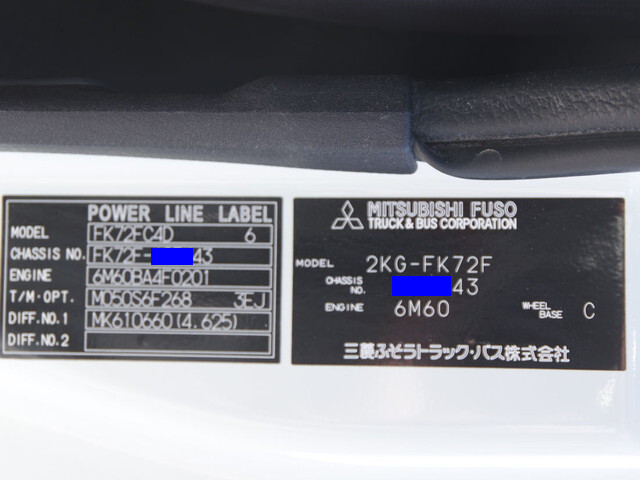 POWER LINE LABEL
MODEL FK72FC4D 6
CHASSIS NO. FK72F- 43
ENGINE 6M60BA4F0201
T/M·OPT. M050S6F268 3EJ
DIFF.NO.1 MK610660(4.625)
DIFF.NO.2
MITSUBISHI FUSO
TRUCK & BUS CORPORATION
MODEL 2KG-FK72F
CHASSIS NO. 43
ENGINE 6M60 WHEEL BASE C
三菱ふそうトラック・バス株式会社